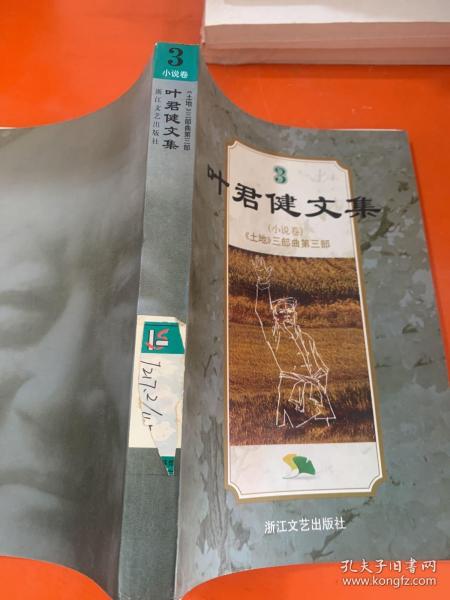 3
小说卷
《土地》三部曲第三部
叶君健文集
浙江文艺出版社
I217.2/115
3
叶君健文集
(小说卷)
《土地》三部曲第三部
浙江文艺出版社
孔夫子旧书网
www.kongfz.com